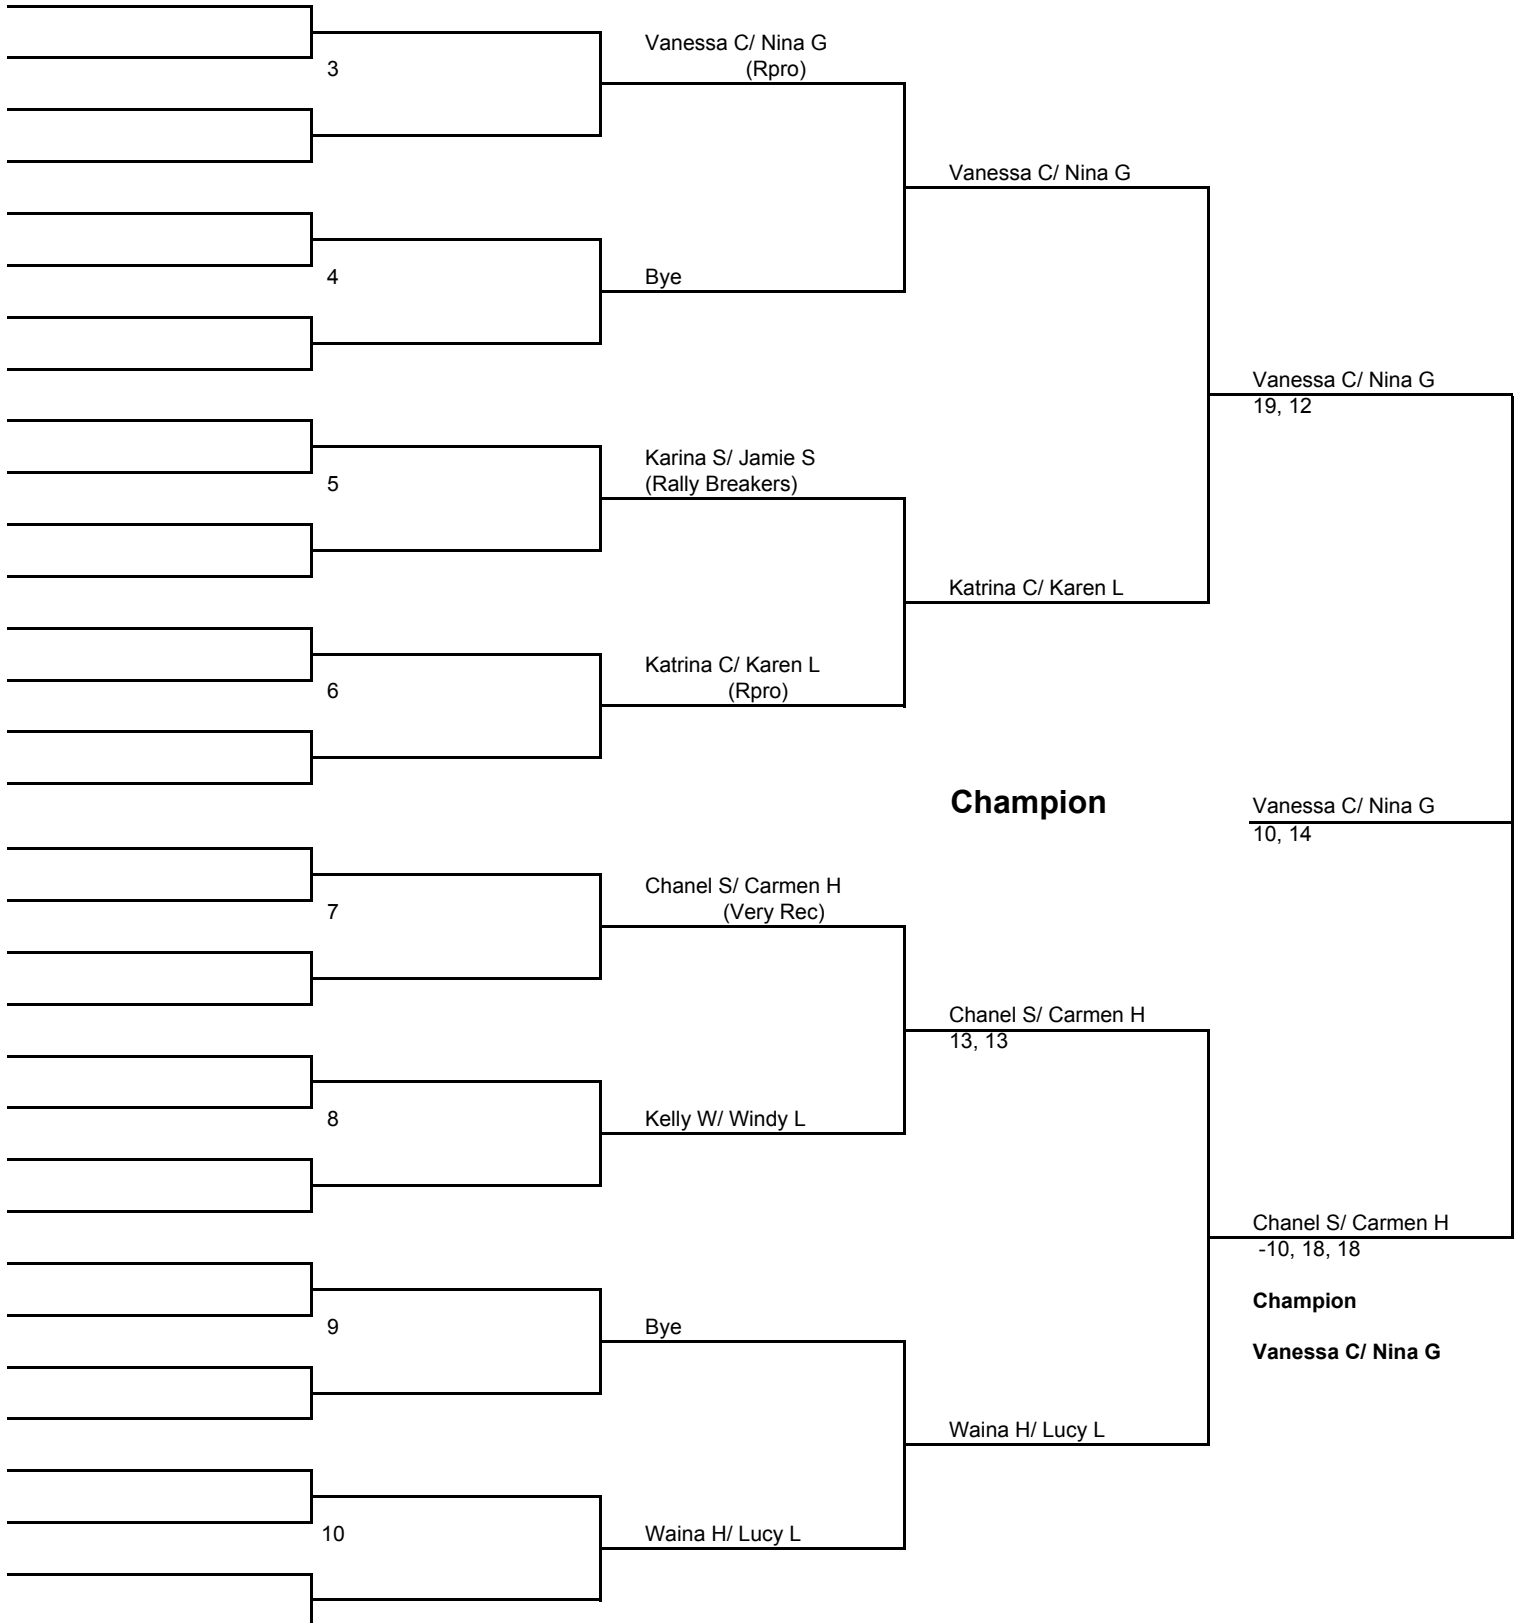 Vanessa C/ Nina G
3
(Rpro)
Vanessa C/ Nina G
4
Bye
Vanessa C/ Nina G
19, 12
Karina S/ Jamie S
5
(Rally Breakers)
Katrina C/ Karen L
Katrina C/ Karen L
6
(Rpro)
Champion
Vanessa C/ Nina G
10, 14
Chanel S/ Carmen H
7
(Very Rec)
Chanel S/ Carmen H
13, 13
8
Kelly W/ Windy L
Chanel S/ Carmen H
-10, 18, 18
Champion
9
Bye
Vanessa C/ Nina G
Waina H/ Lucy L
10
Waina H/ Lucy L